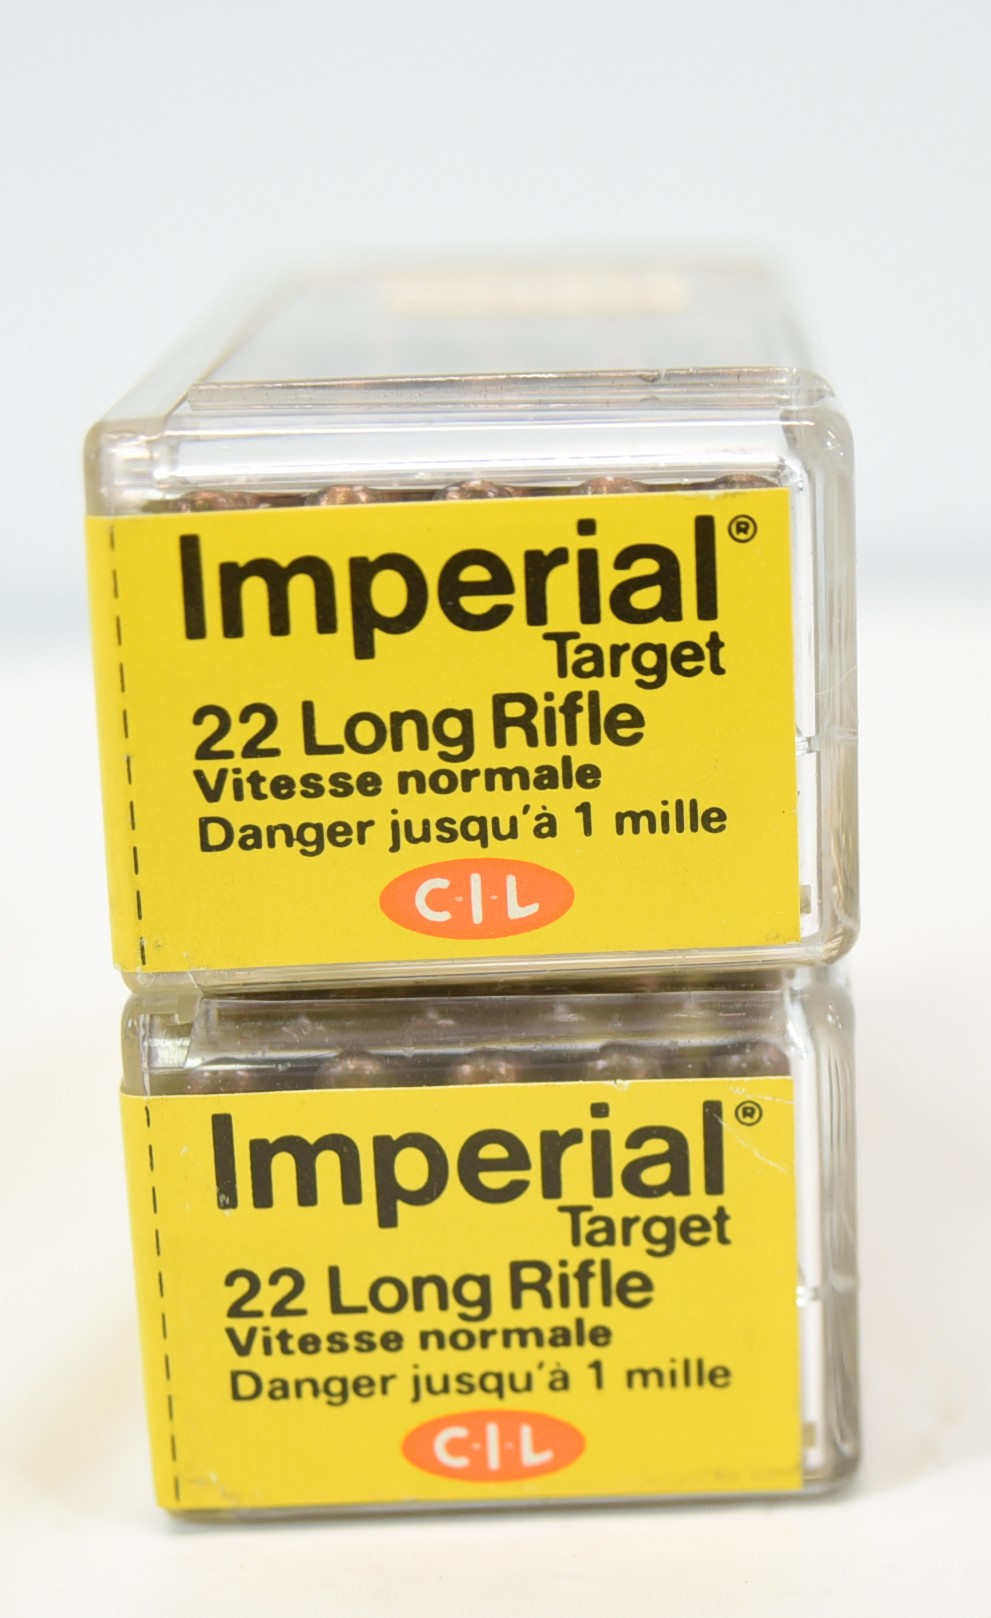 Imperial®
Target
22 Long Rifle
Vitesse normale
Danger jusqu'à 1 mille
C·I·L
Imperial®
Target
22 Long Rifle
Vitesse normale
Danger jusqu'à 1 mille
C·I·L